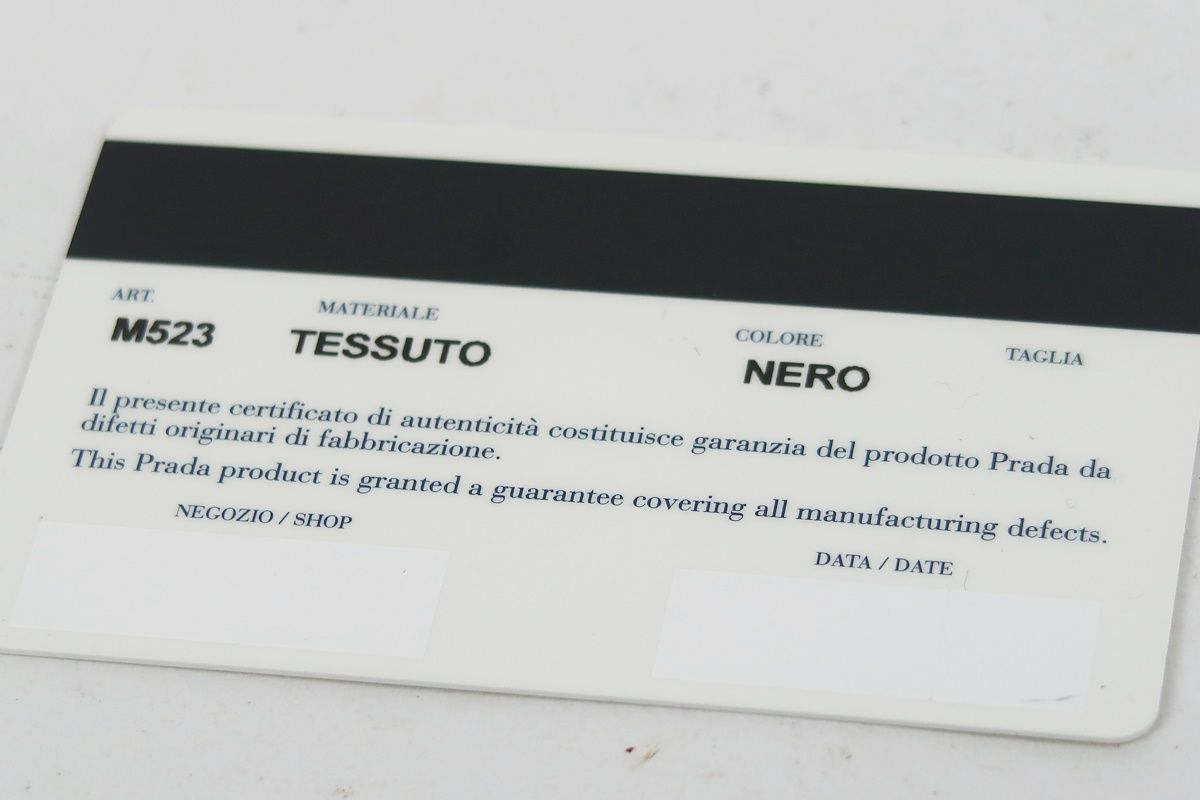 ART. MATERIALE COLORE TAGLIA
M523 TESSUTO NERO
Il presente certificato di autenticità costituisce garanzia del prodotto Prada da
difetti originari di fabbricazione.
This Prada product is granted a guarantee covering all manufacturing defects.
NEGOZIO / SHOP DATA / DATE